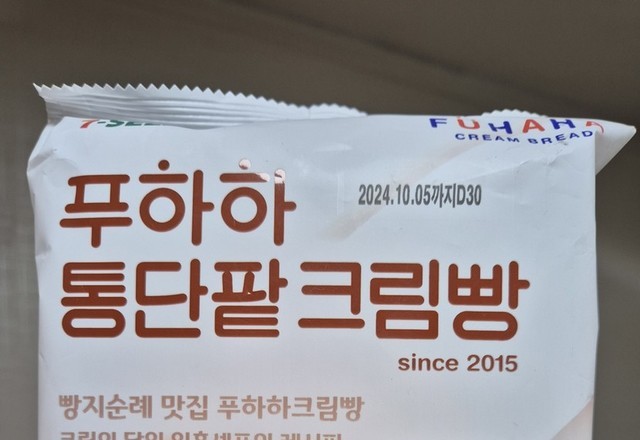 FUHAHA
CREAM BREAD
푸하하
2024.10.05까지D30
통단팥크림빵
since 2015
빵지순례 맛집 푸하하크림빵